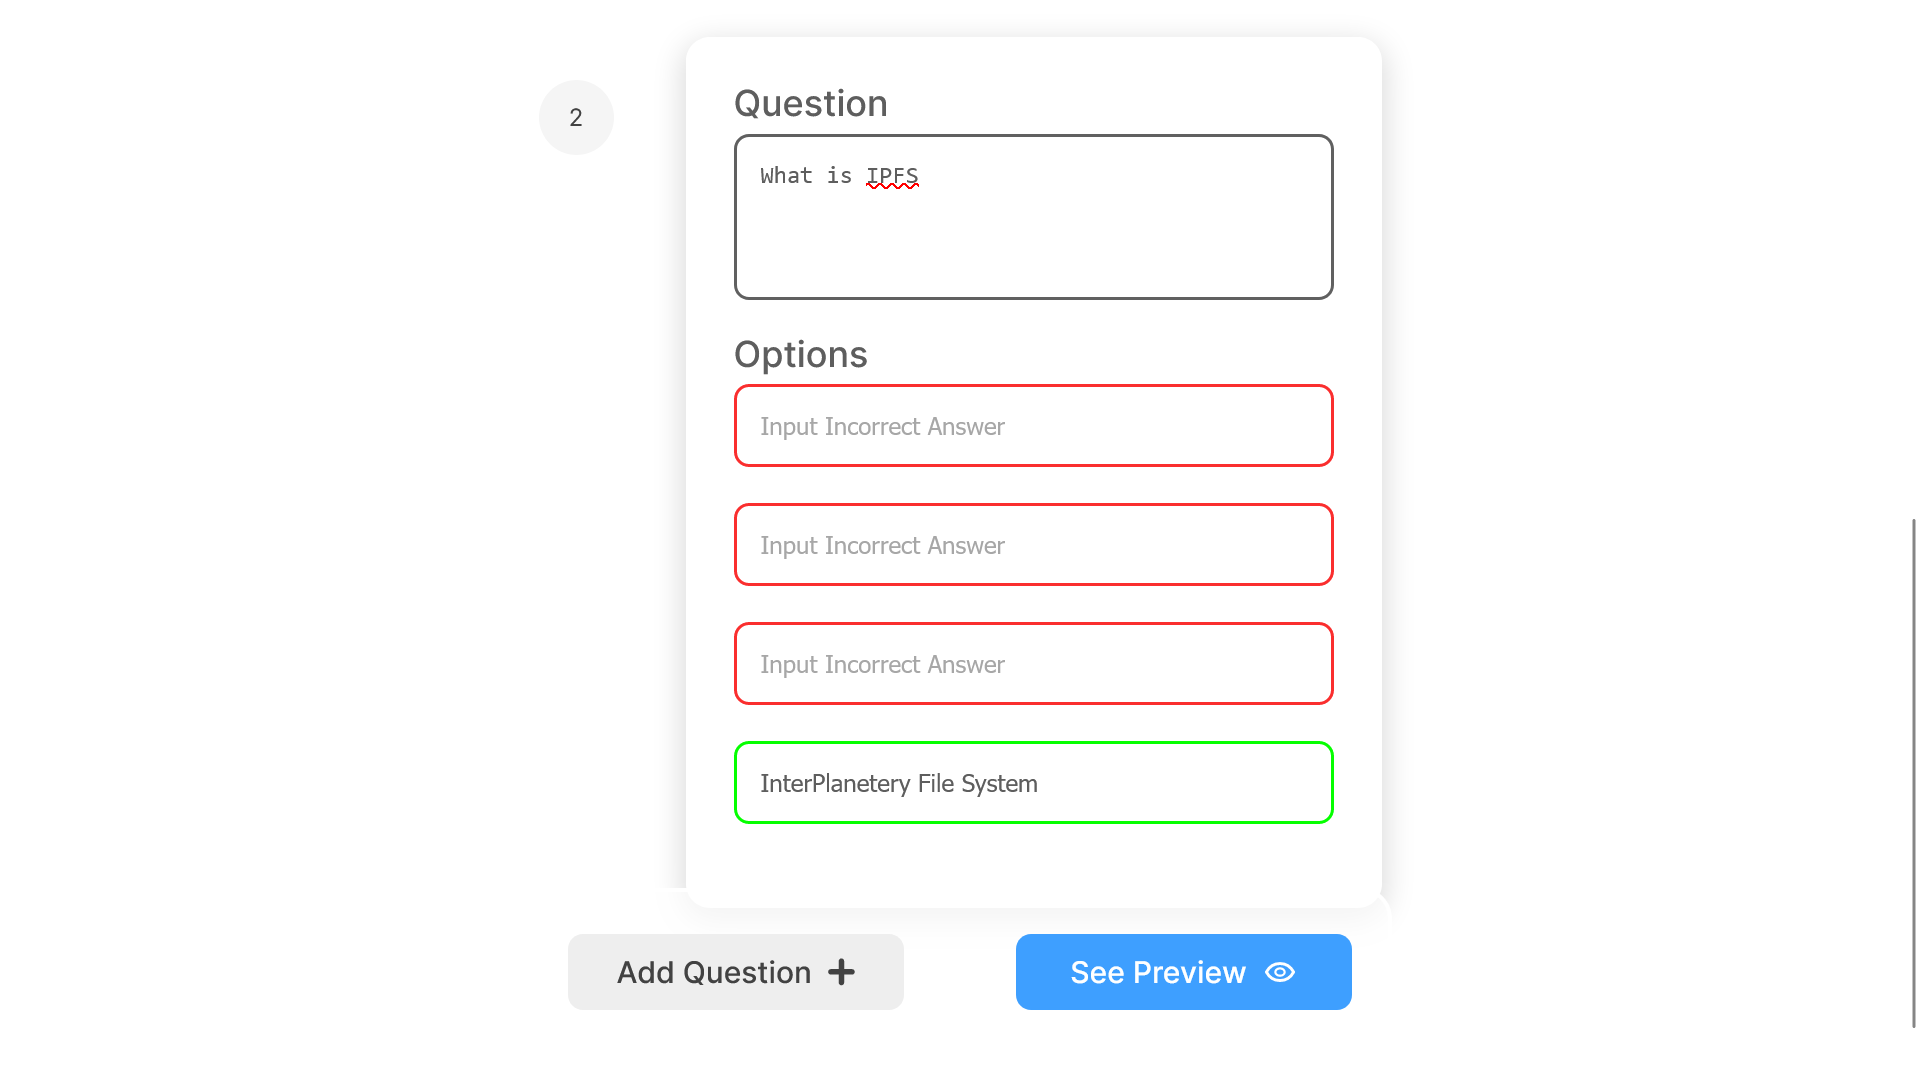 2
Question
What is IPFS
Options
Input Incorrect Answer
Input Incorrect Answer
Input Incorrect Answer
InterPlanetery File System
Add Question
See Preview